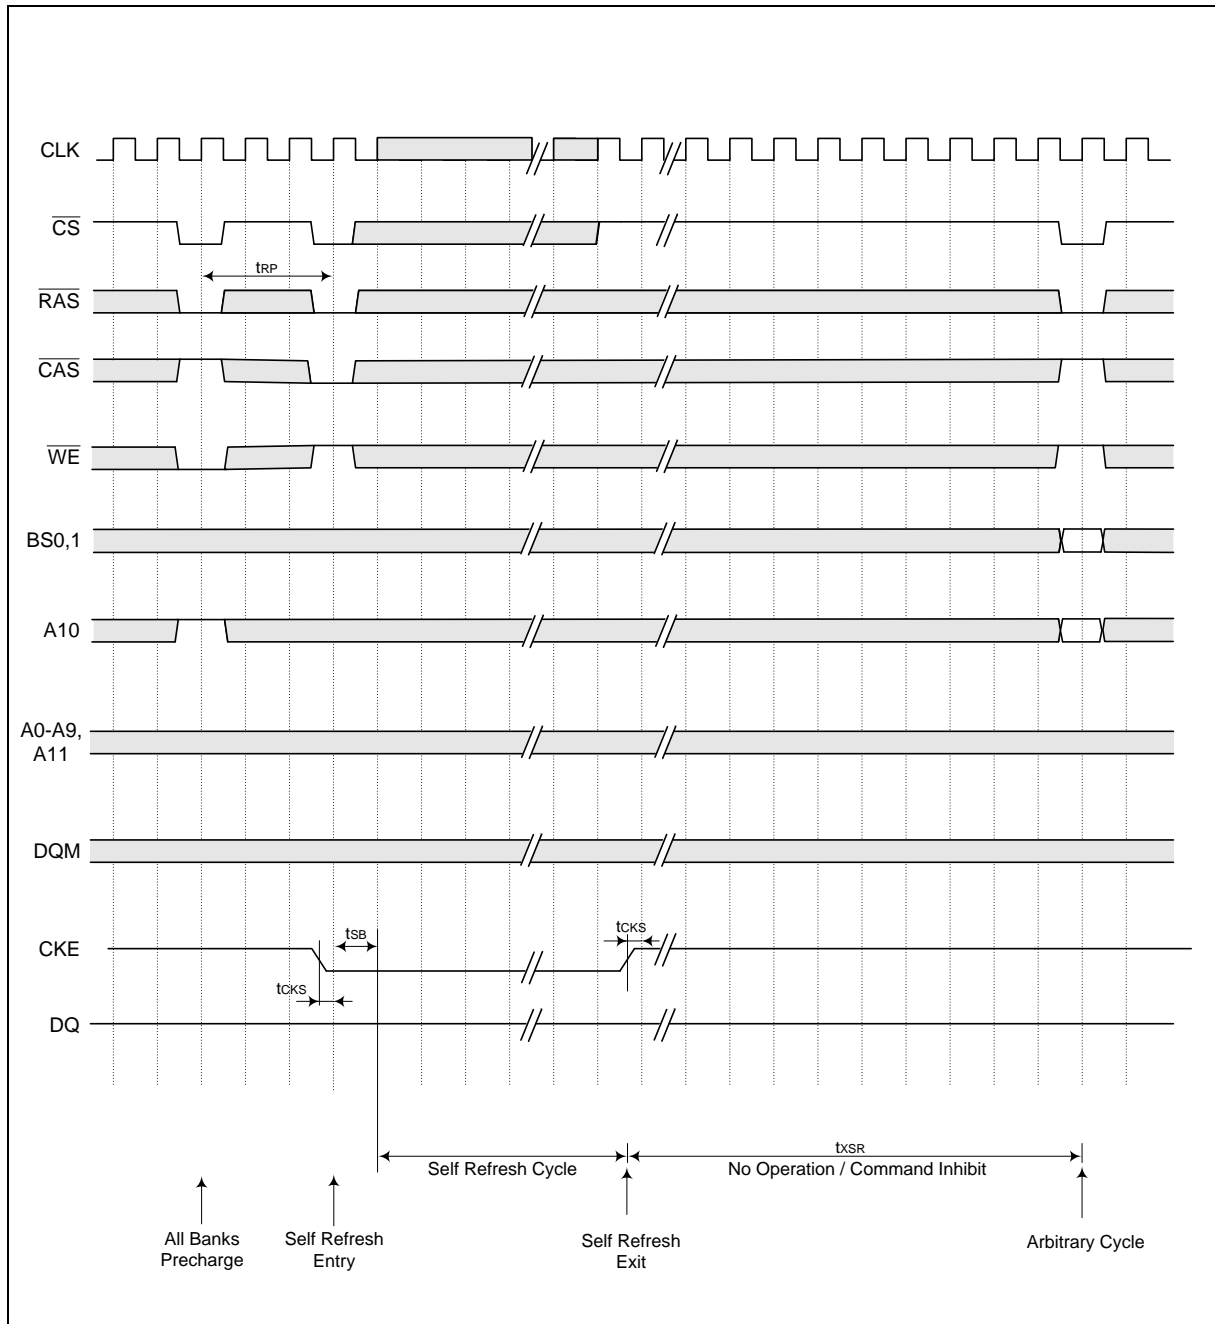 CLK
CS
tRP
RAS
CAS
WE
BS0,1
A10
A0-A9,
A11
DQM
tSB
tCKS
CKE
tCKS
DQ
tXSR
Self Refresh Cycle
No Operation / Command Inhibit
All Banks
Precharge
Self Refresh
Entry
Self Refresh
Exit
Arbitrary Cycle